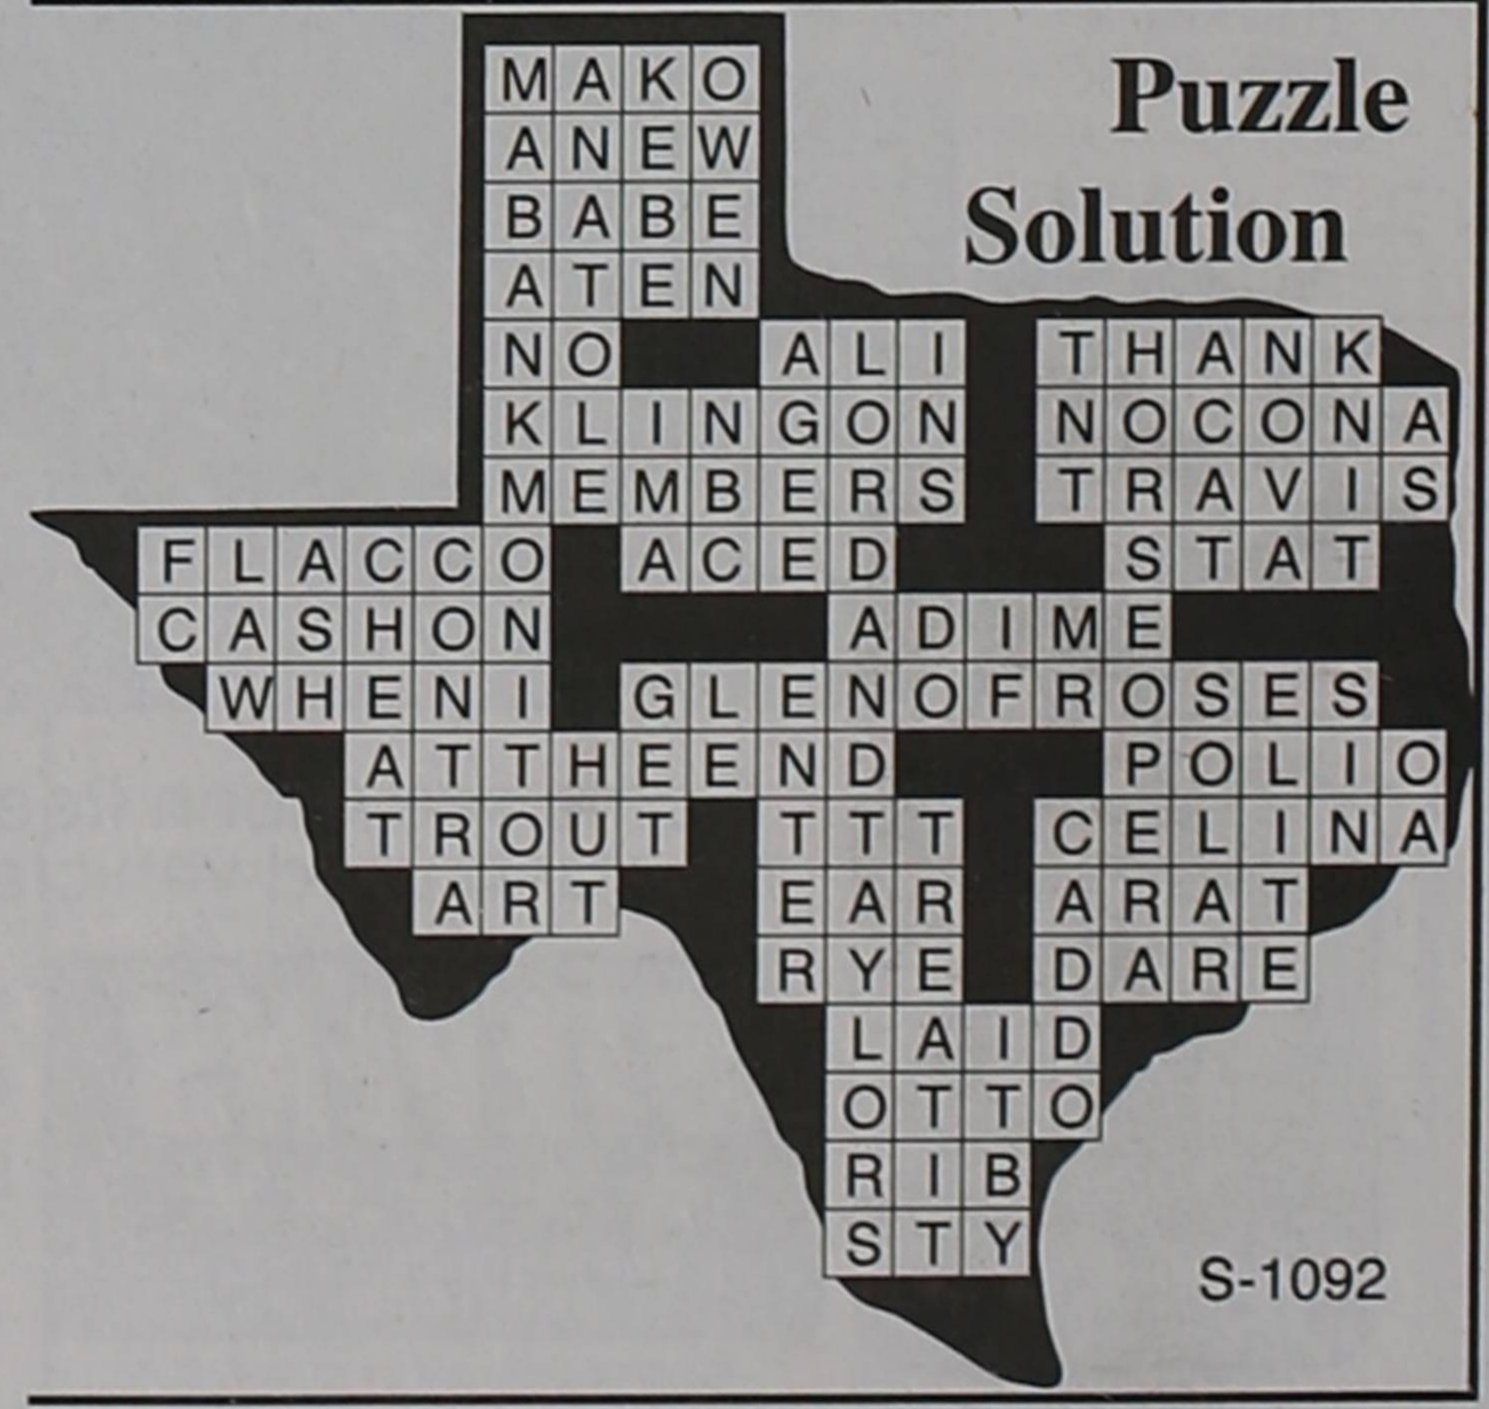 Puzzle
Solution
MAKO
ANEW
BABE
ATEN
NO ALI THANK
KLINGON NOCONA
MEMBERS TRAVIS
FLACCO ACED STAT
CASHON ADIME
WHENI GLENOFROSES
ATTHEEND POLIO
TROUT TTT CELINA
ART EAR ARAT
RYE DARE
LAID
OTTO
RIB
STY
S-1092